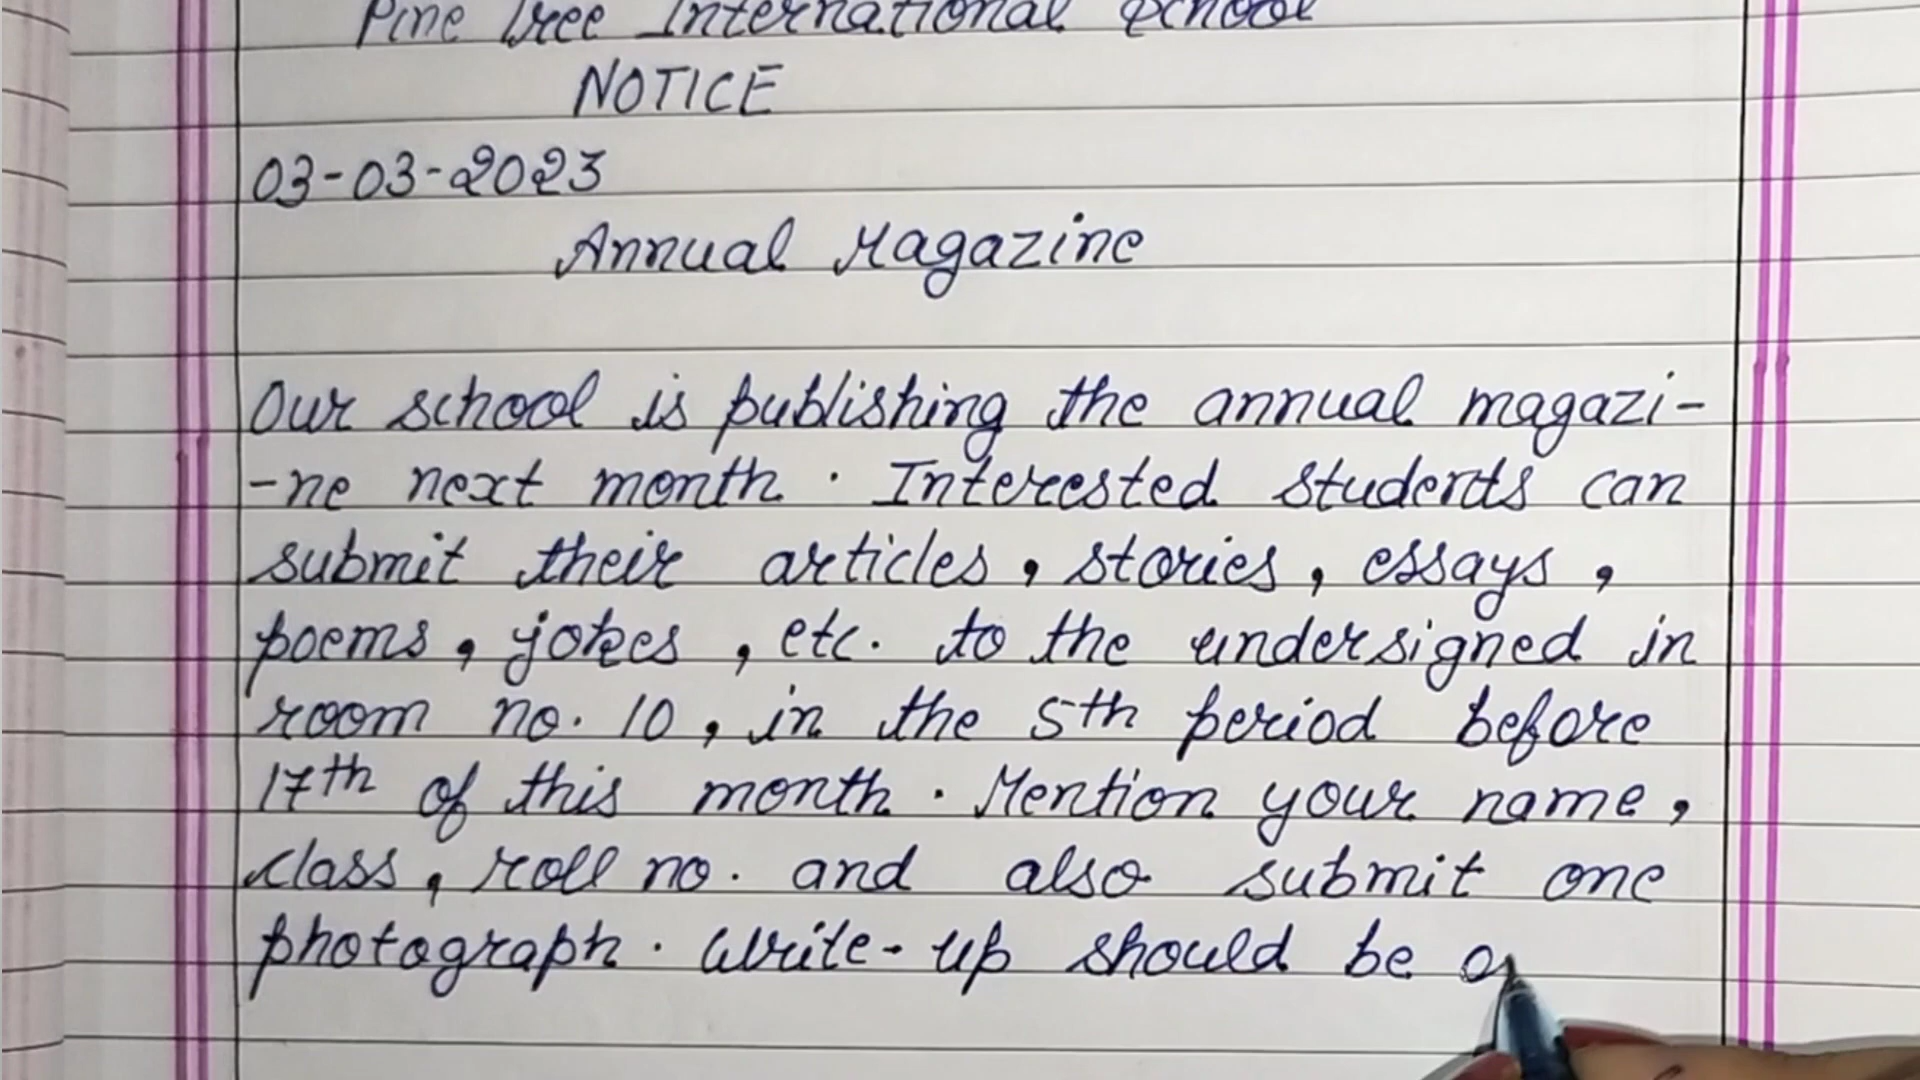 Pine Tree International School
NOTICE
03-03-2023
Annual Magazine
Our school is publishing the annual magazi-
-ne next month. Interested students can
submit their articles, stories, essays,
poems, jokes, etc. to the undersigned in
room no. 10, in the 5th period before
17th of this month. Mention your name,
class, roll no. and also submit one
photograph. Write-up should be